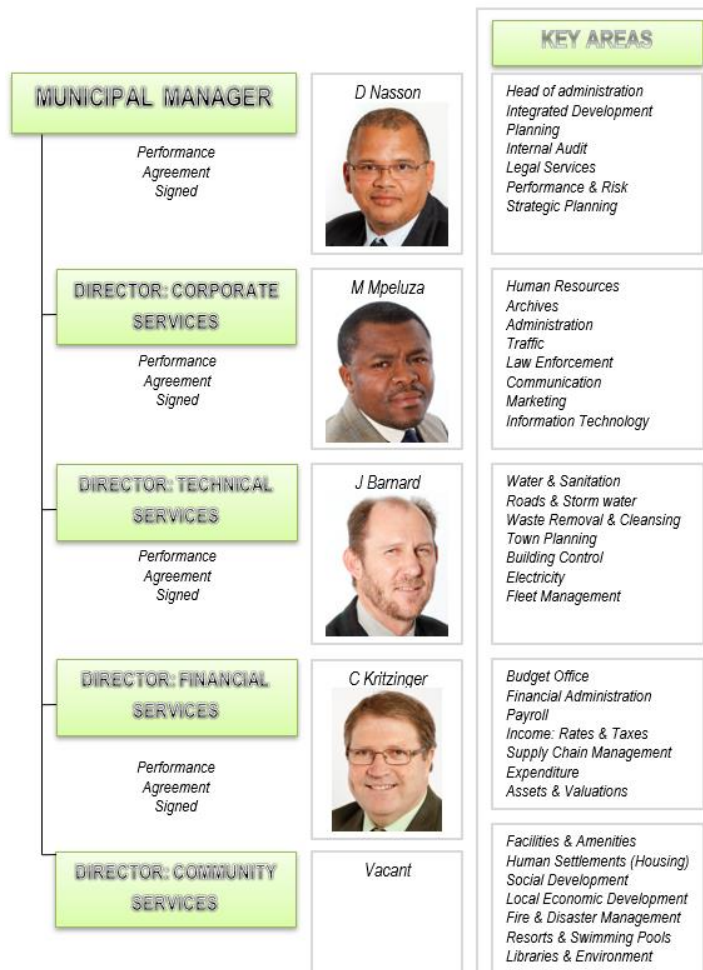 KEY AREAS
MUNICIPAL MANAGER
Performance
Agreement
Signed
D Nasson
Head of administration
Integrated Development
Planning
Internal Audit
Legal Services
Performance & Risk
Strategic Planning
DIRECTOR: CORPORATE
SERVICES
Performance
Agreement
Signed
M Mpeluza
Human Resources
Archives
Administration
Traffic
Law Enforcement
Communication
Marketing
Information Technology
DIRECTOR: TECHNICAL
SERVICES
Performance
Agreement
Signed
J Barnard
Water & Sanitation
Roads & Storm water
Waste Removal & Cleansing
Town Planning
Building Control
Electricity
Fleet Management
DIRECTOR: FINANCIAL
SERVICES
Performance
Agreement
Signed
C Kritzinger
Budget Office
Financial Administration
Payroll
Income: Rates & Taxes
Supply Chain Management
Expenditure
Assets & Valuations
DIRECTOR: COMMUNITY
SERVICES
Vacant
Facilities & Amenities
Human Settlements (Housing)
Social Development
Local Economic Development
Fire & Disaster Management
Resorts & Swimming Pools
Libraries & Environment